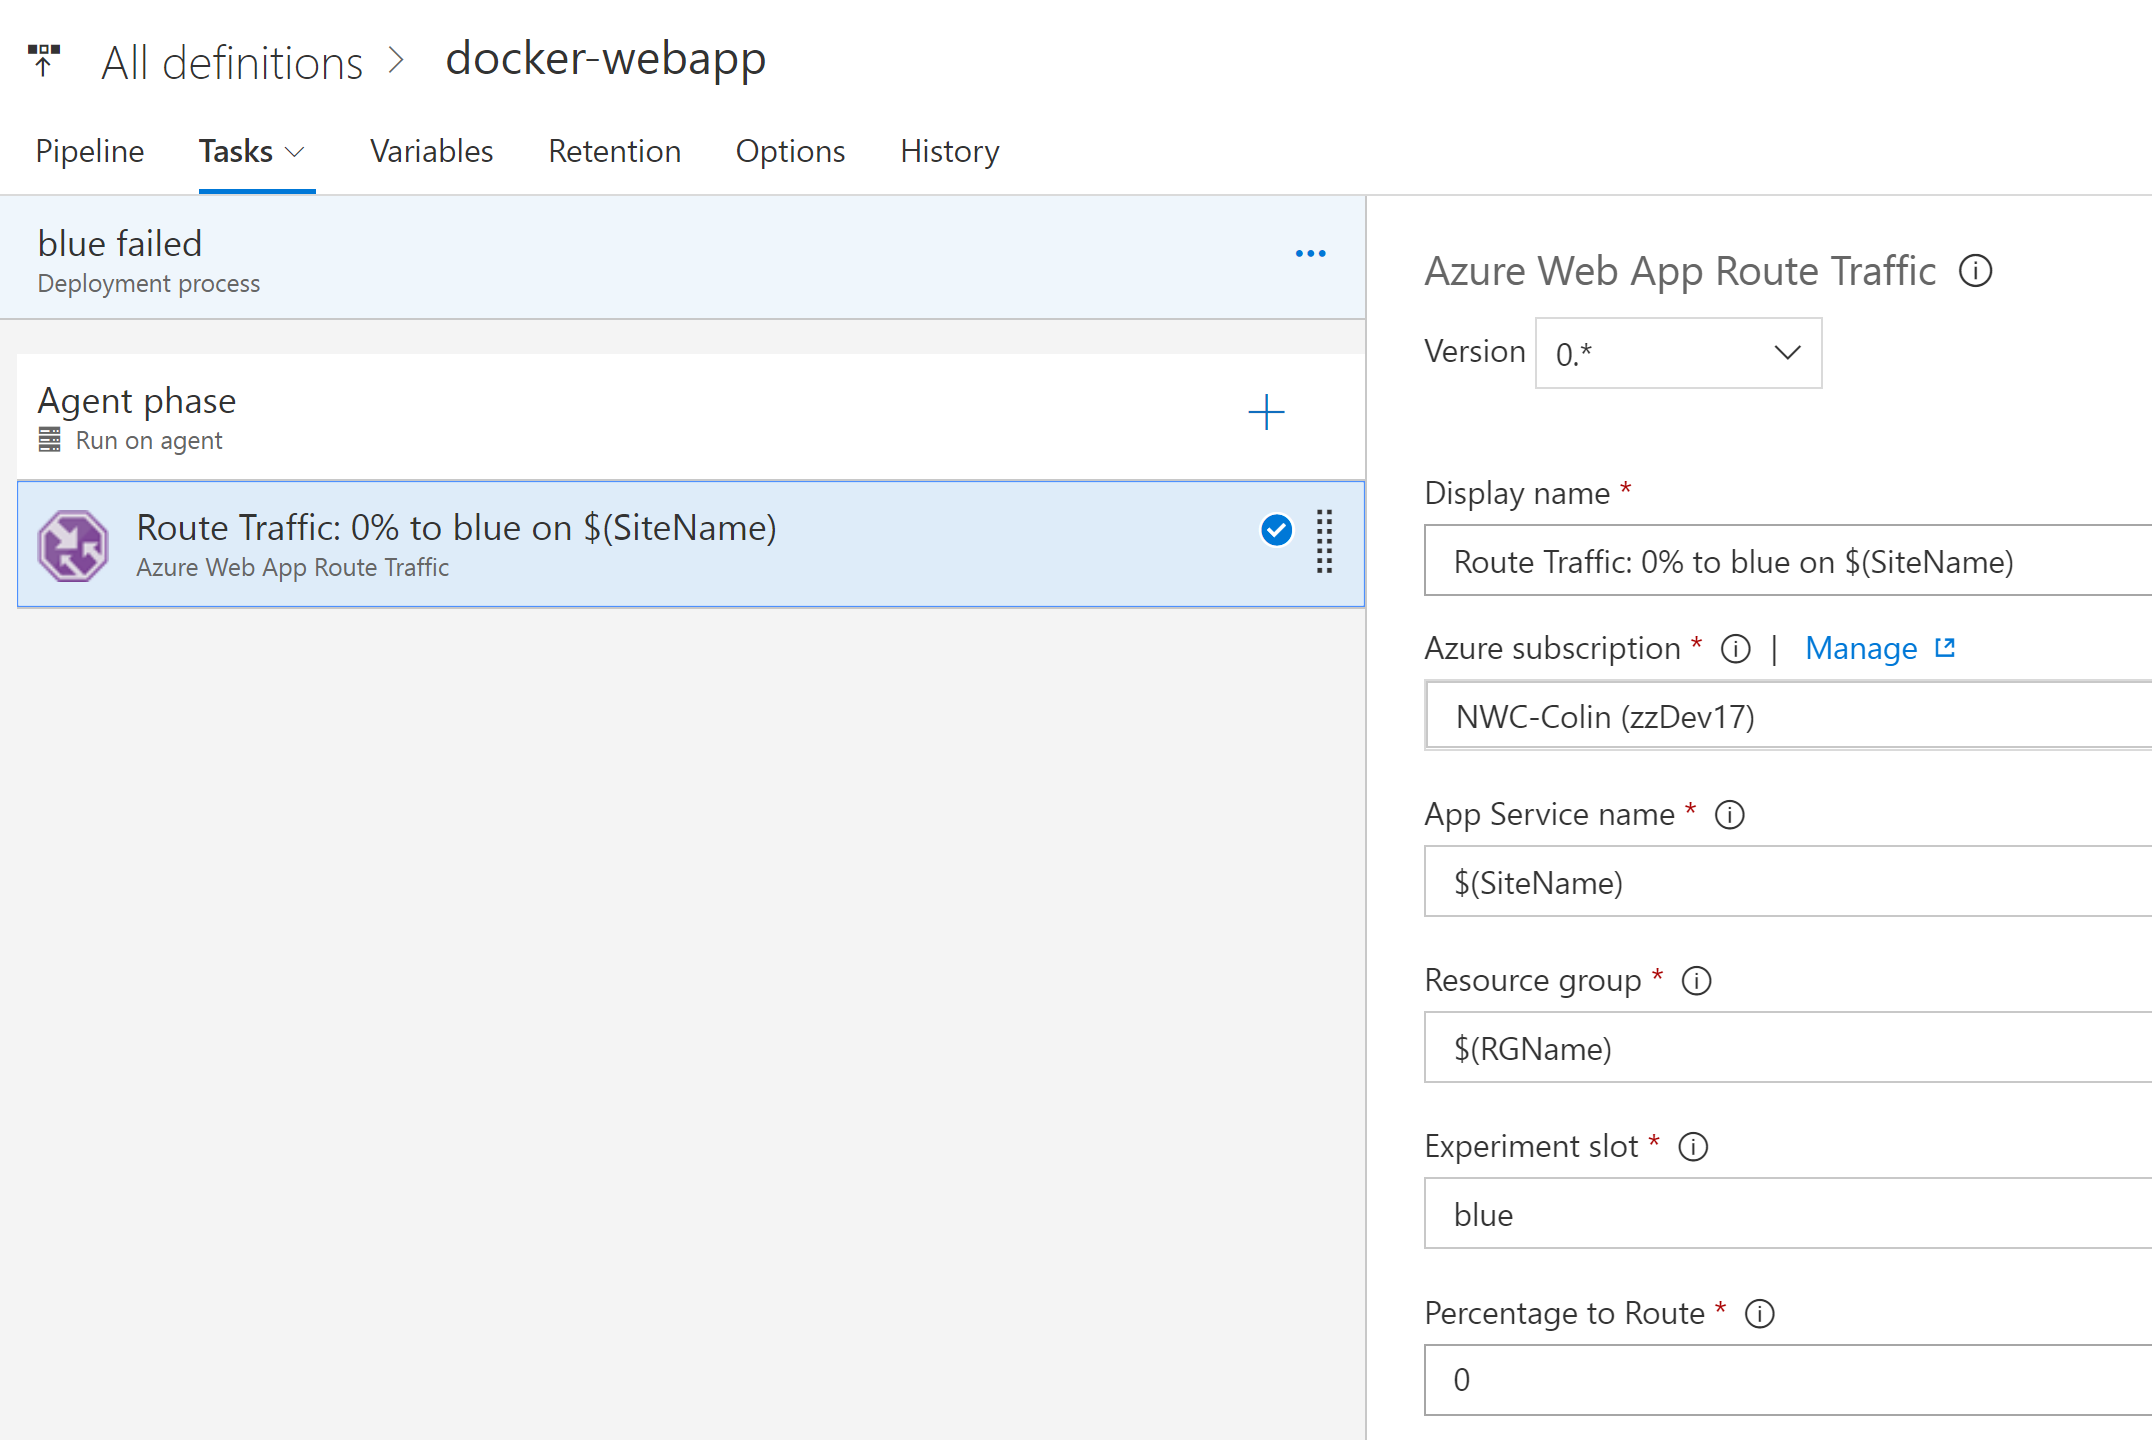 All definitions > docker-webapp
Pipeline Tasks Variables Retention Options History
blue failed
Deployment process
Agent phase
Run on agent
Route Traffic: 0% to blue on $(SiteName)
Azure Web App Route Traffic
Azure Web App Route Traffic
Version 0.*
Display name *
Route Traffic: 0% to blue on $(SiteName)
Azure subscription * | Manage
NWC-Colin (zzDev17)
App Service name *
$(SiteName)
Resource group *
$(RGName)
Experiment slot *
blue
Percentage to Route *
0